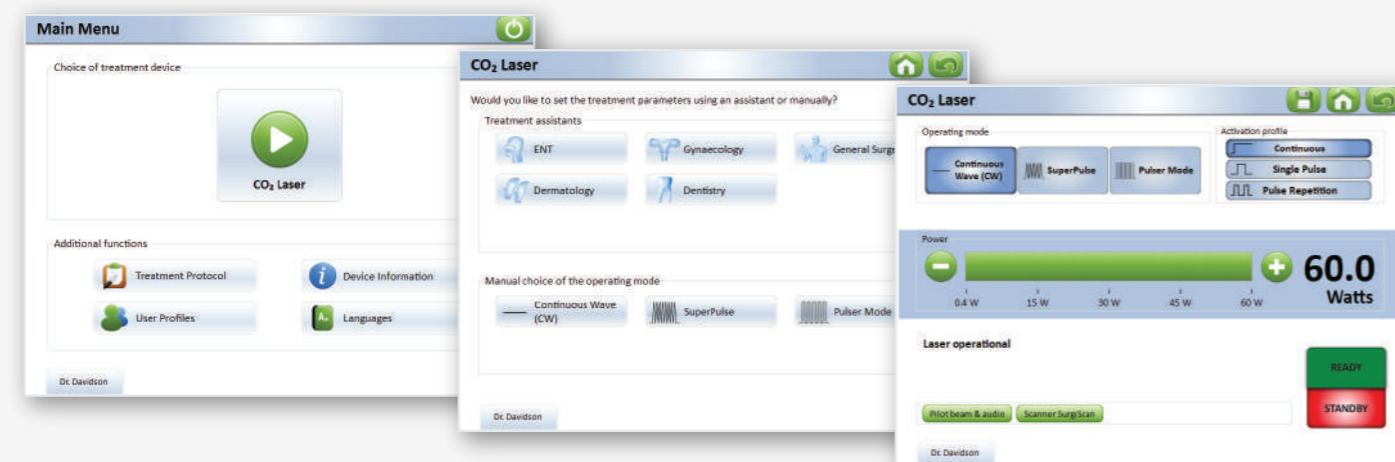 Main Menu
Choice of treatment device
CO₂ Laser
Additional functions
Treatment Protocol
Device Information
User Profiles
Languages
Dr. Davidson
CO₂ Laser
Would you like to set the treatment parameters using an assistant or manually?
Treatment assistants
ENT
Gynaecology
General Surge
Dermatology
Dentistry
Manual choice of the operating mode
Continuous Wave
(CW)
SuperPulse
Pulser Mode
Dr. Davidson
CO₂ Laser
Operating mode
Continuous
Wave (CW)
SuperPulse
Pulser Mode
Activation profile
Continuous
Single Pulse
Pulse Repetition
Power
0.4 W 15 W 30 W 45 W 60 W
60.0
Watts
Laser operational
READY
STANDBY
Pilot beam & audio
Scanner SurgiScan
Dr. Davidson